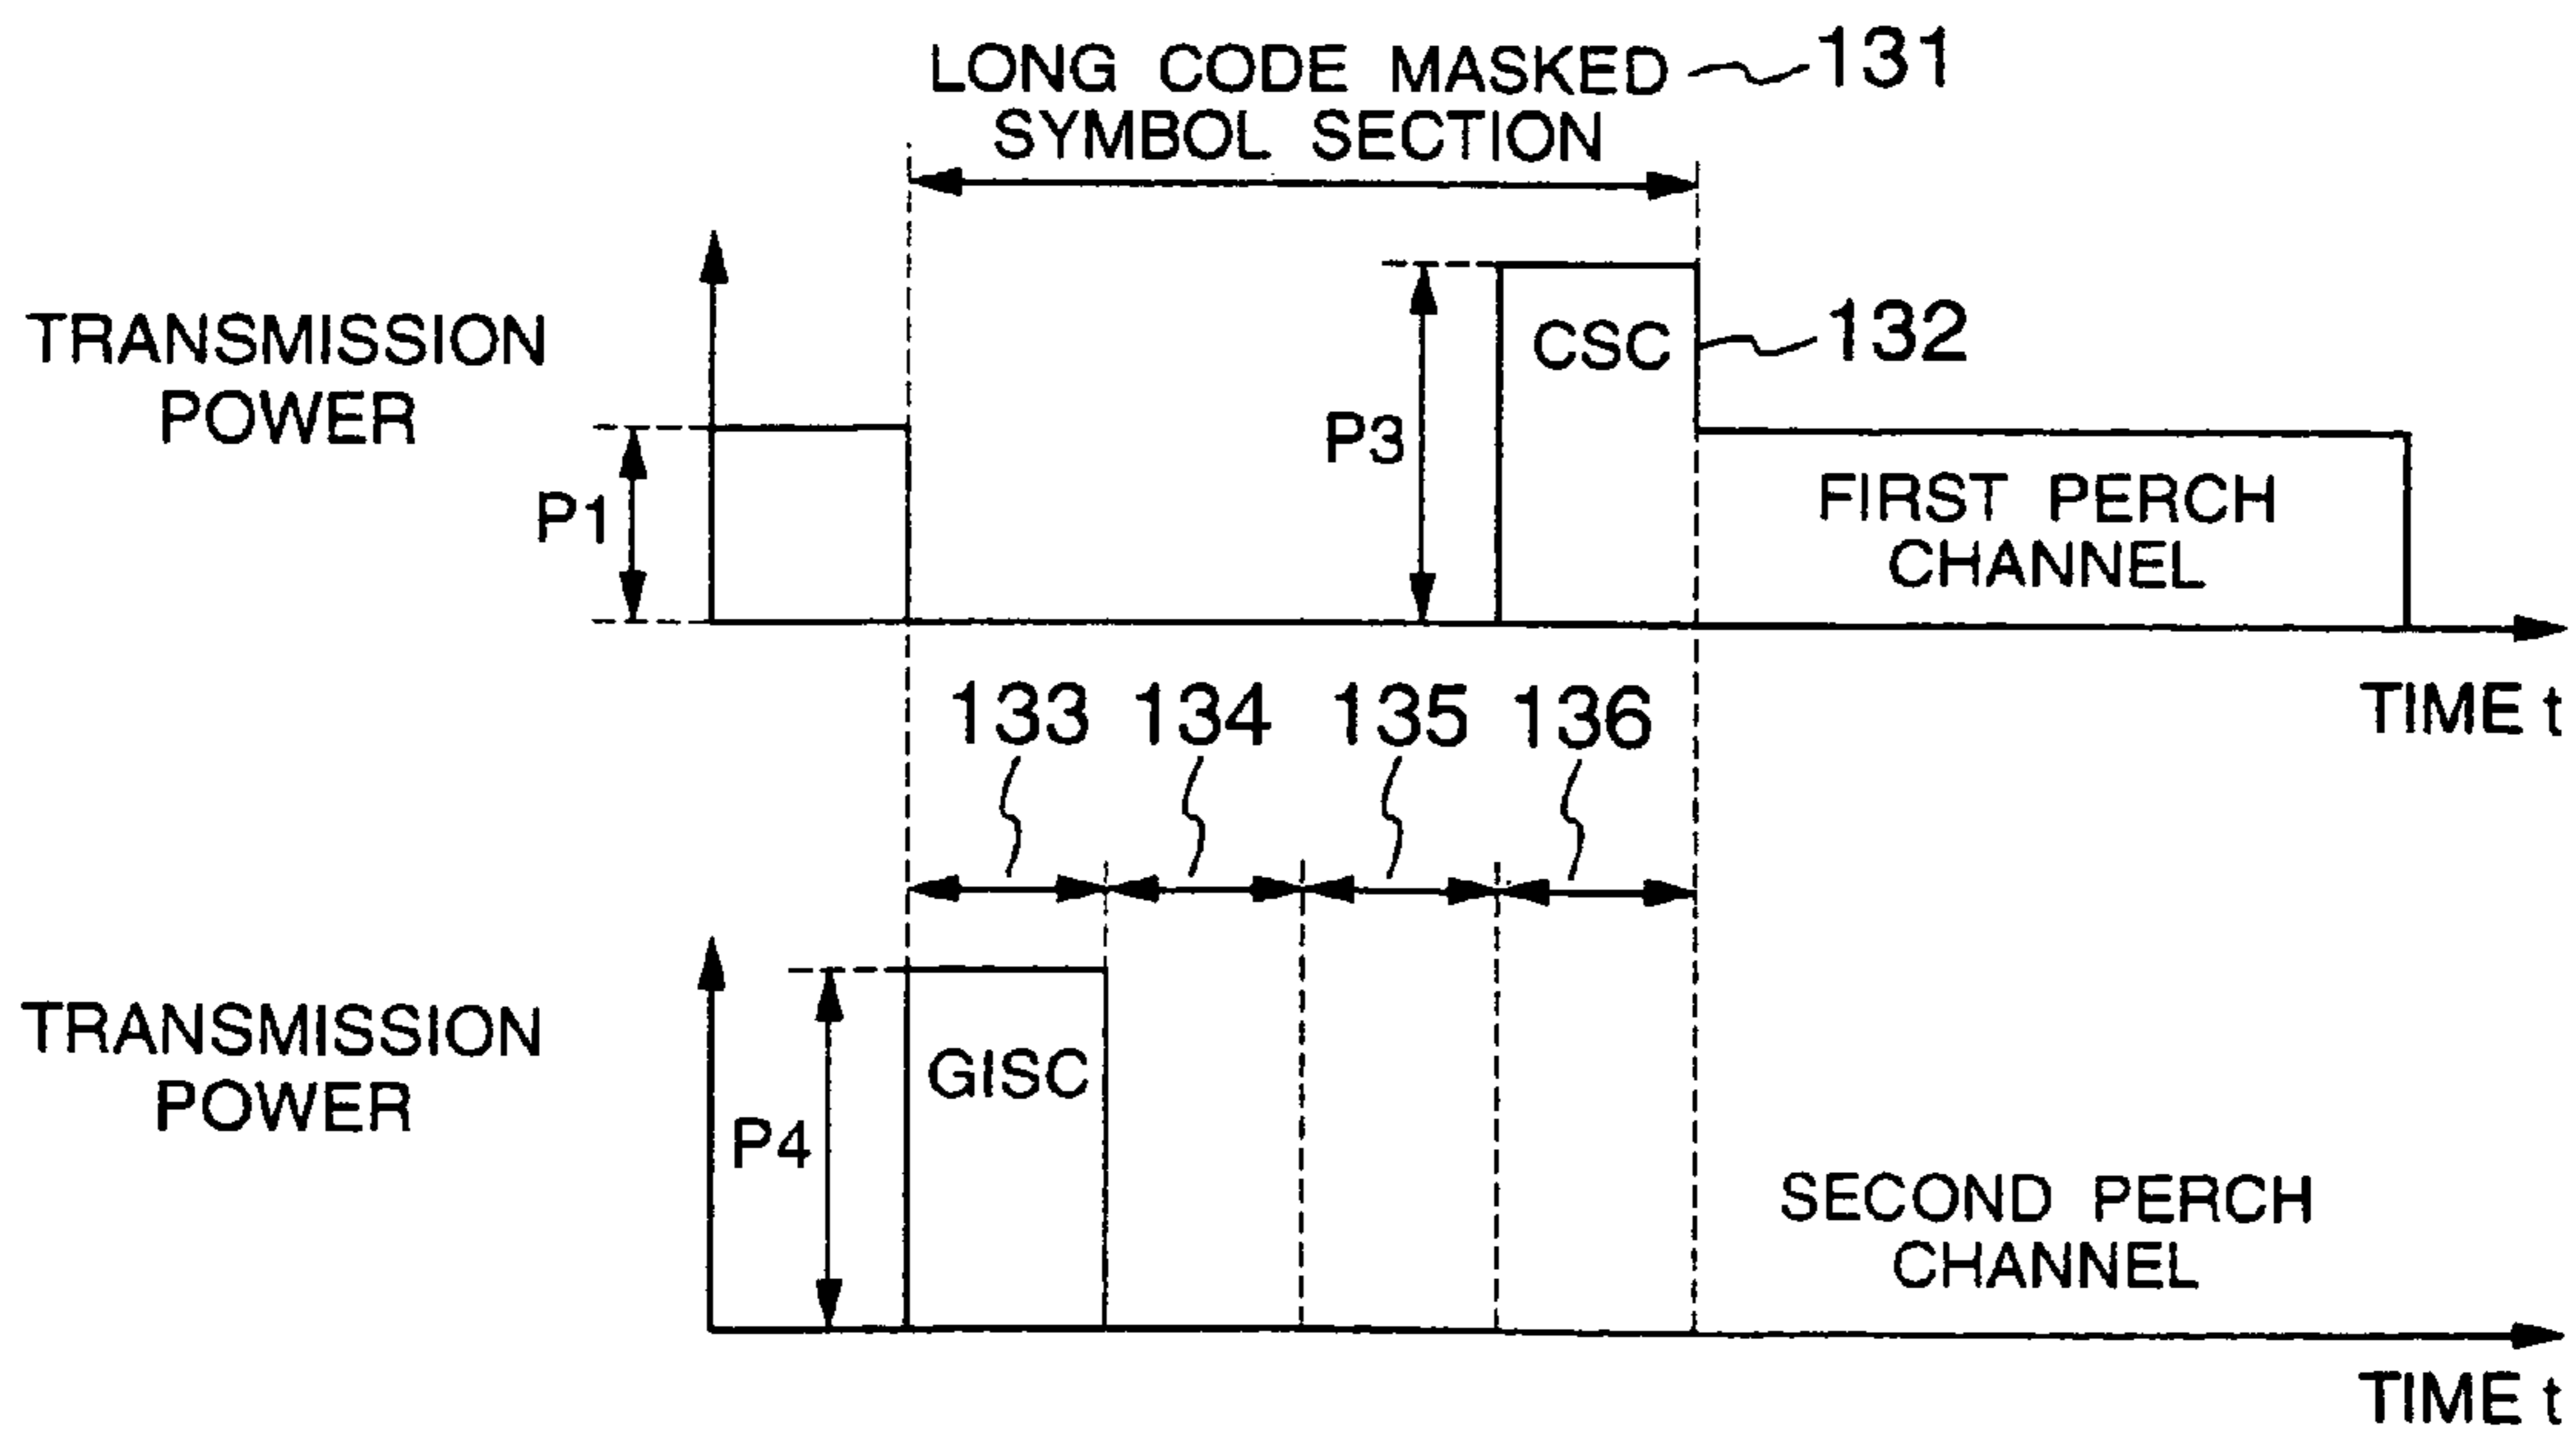 LONG CODE MASKED 131
SYMBOL SECTION
TRANSMISSION
POWER
CSC
132
P3
P1
FIRST PERCH
CHANNEL
TIME t
133 134 135 136
TRANSMISSION
POWER
GISC
P4
SECOND PERCH
CHANNEL
TIME t